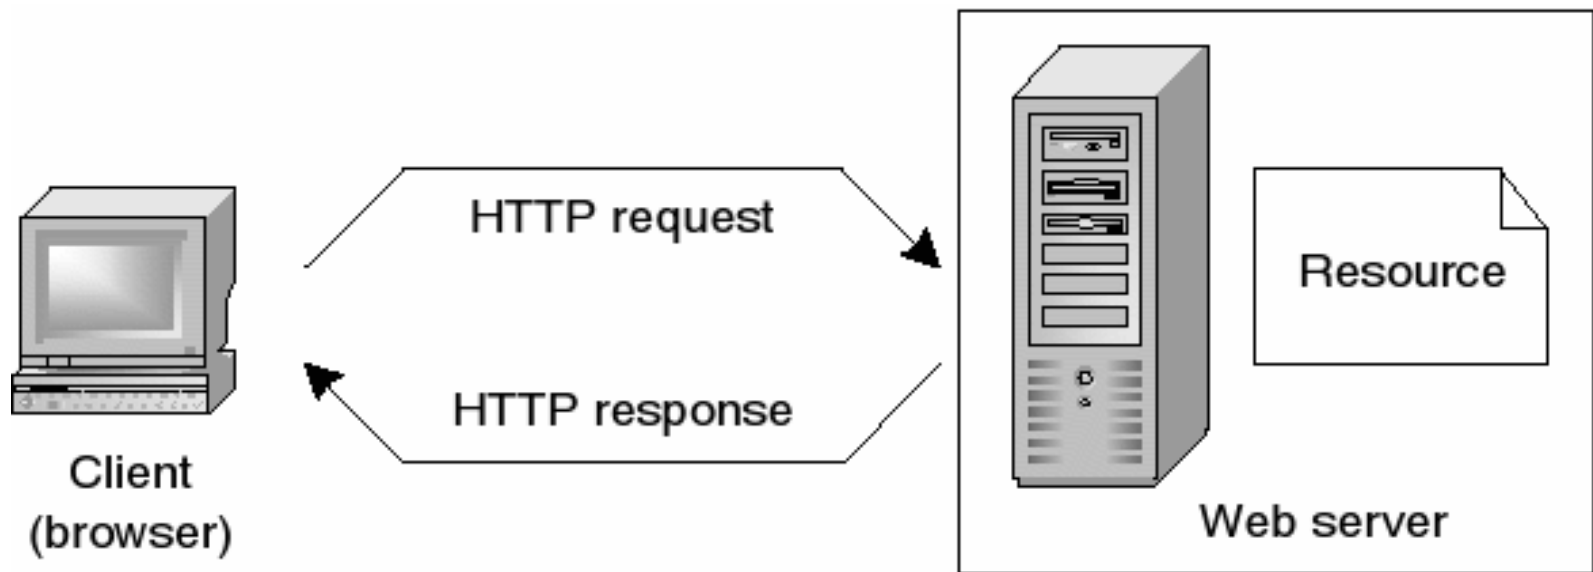 HTTP request
Resource
HTTP response
Client
(browser)
Web server